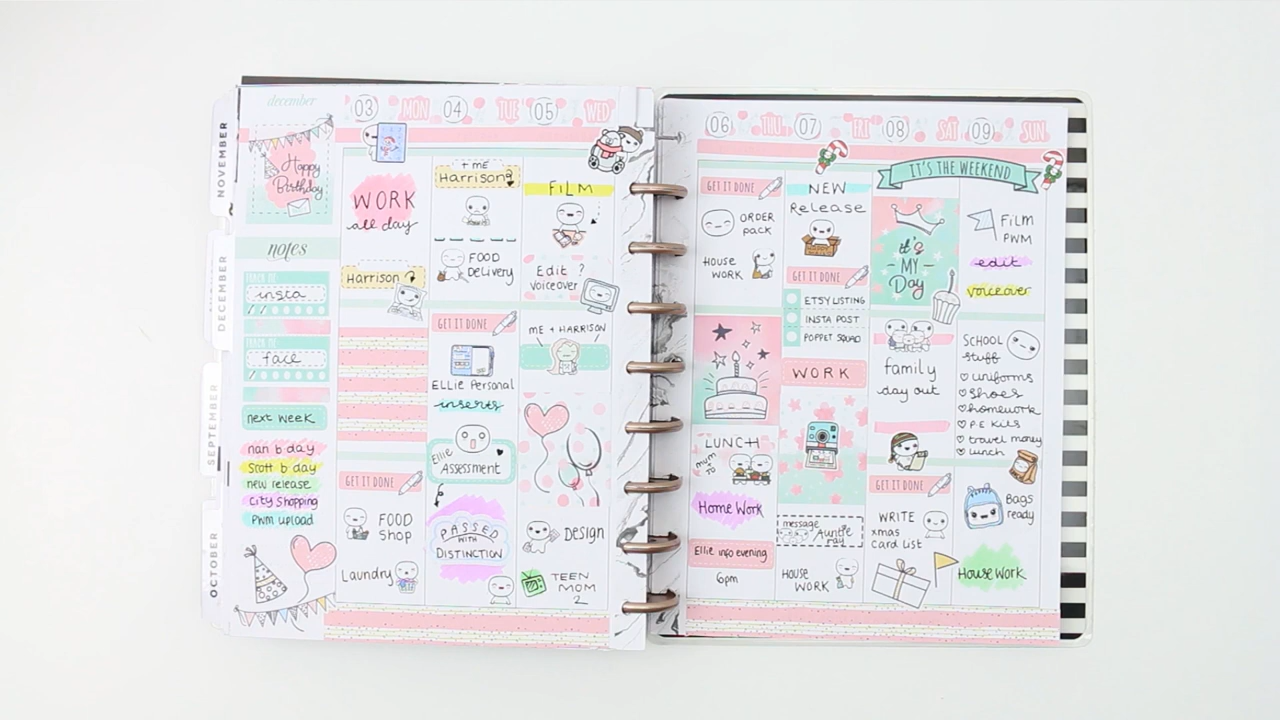 NOVEMBER
DECEMBER
SEPTEMBER
OCTOBER
december
Happy
Birthday
notes
TRACK OF:
insta
TRACK OF:
face
next week
nan b day
Scott b day
new release
City Shopping
PWM upload
03 MON
WORK
all day
Harrison
GET IT DONE
FOOD
Shop
Laundry
04 TUE
+ ME
Harrison
FOOD
Delivery
GET IT DONE
ELLIE Personal
inserts
Ellie
ASSESSMENT
PASSED
WITH
DISTINCTION
05 WED
FILM
Edit ?
voiceover
ME + HARRISON
DESIGN
TEEN
MOM
2
06 THU
GET IT DONE
ORDER
pack
HOUSE
WORK
LUNCH
mum
TO
Home Work
Ellie info evening
6pm
07 FRI
NEW
Release
GET IT DONE
ETSY LISTING
INSTA POST
POPPET SQUAD
WORK
message
Auntie
ray
HOUSE
WORK
IT'S THE WEEKEND
08 SAT
it's
MY
Day
family
day out
GET IT DONE
WRITE
xmas
card list
09 SUN
FILM
PWM
edit
voiceover
SCHOOL
stuff
uniforms
shoes
homework
P.E kits
travel money
lunch
BAGS
ready
House Work